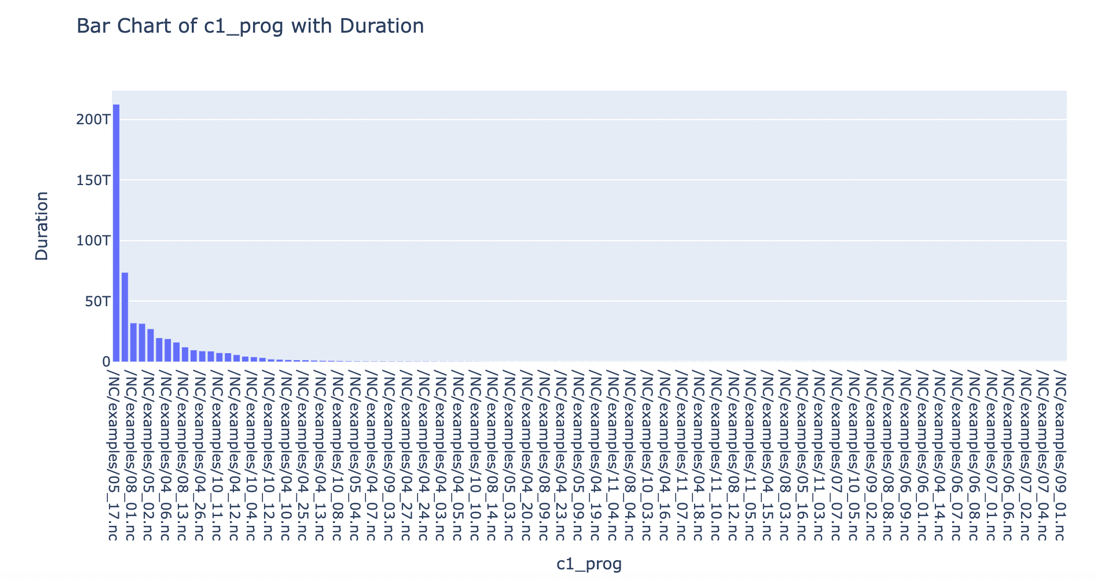 Bar Chart of c1_prog with Duration
200T
150T
100T
50T
0
Duration
/NC/examples/05_17.nc
/NC/examples/08_01.nc
/NC/examples/05_02.nc
/NC/examples/04_06.nc
/NC/examples/08_13.nc
/NC/examples/04_26.nc
/NC/examples/10_11.nc
/NC/examples/04_12.nc
/NC/examples/10_04.nc
/NC/examples/10_12.nc
/NC/examples/04_10.nc
/NC/examples/04_25.nc
/NC/examples/04_13.nc
/NC/examples/10_08.nc
/NC/examples/05_04.nc
/NC/examples/04_07.nc
/NC/examples/09_03.nc
/NC/examples/04_27.nc
/NC/examples/04_24.nc
/NC/examples/04_03.nc
/NC/examples/04_05.nc
/NC/examples/10_10.nc
/NC/examples/08_14.nc
/NC/examples/05_03.nc
/NC/examples/04_20.nc
/NC/examples/04_09.nc
/NC/examples/09_04.nc
/NC/examples/04_19.nc
/NC/examples/11_04.nc
/NC/examples/08_04.nc
/NC/examples/10_03.nc
/NC/examples/04_16.nc
/NC/examples/04_18.nc
/NC/examples/11_07.nc
/NC/examples/11_10.nc
/NC/examples/08_12.nc
/NC/examples/11_05.nc
/NC/examples/04_15.nc
/NC/examples/05_16.nc
/NC/examples/11_03.nc
/NC/examples/07_07.nc
/NC/examples/10_05.nc
/NC/examples/09_02.nc
/NC/examples/08_08.nc
/NC/examples/06_09.nc
/NC/examples/06_01.nc
/NC/examples/04_14.nc
/NC/examples/06_07.nc
/NC/examples/06_08.nc
/NC/examples/07_01.nc
/NC/examples/06_06.nc
/NC/examples/07_02.nc
/NC/examples/07_04.nc
/NC/examples/09_01.nc
c1_prog